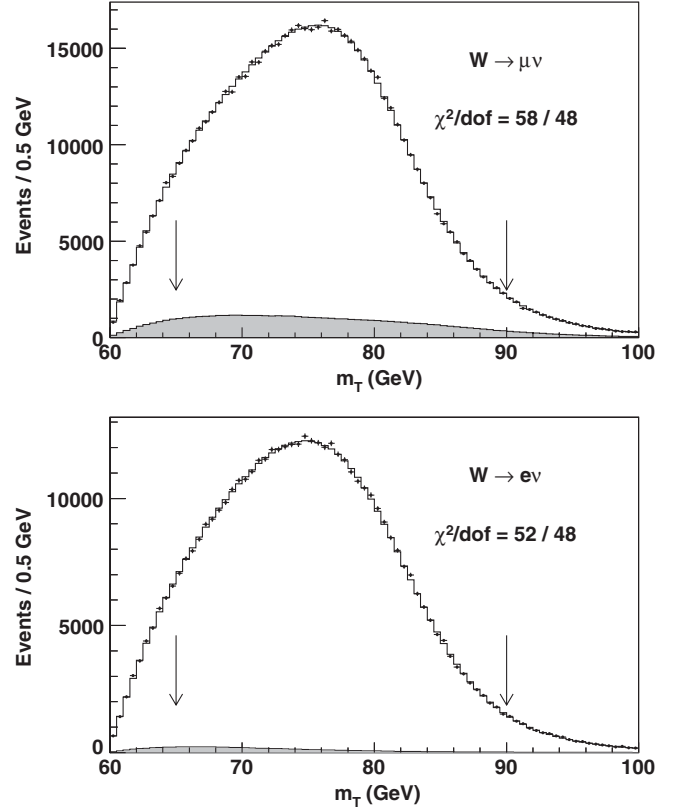 15000
W → μν
χ²/dof = 58 / 48
10000
Events / 0.5 GeV
5000
0
60 70 80 90 100
m_T (GeV)
W → eν
10000
χ²/dof = 52 / 48
Events / 0.5 GeV
5000
0
60 70 80 90 100
m_T (GeV)